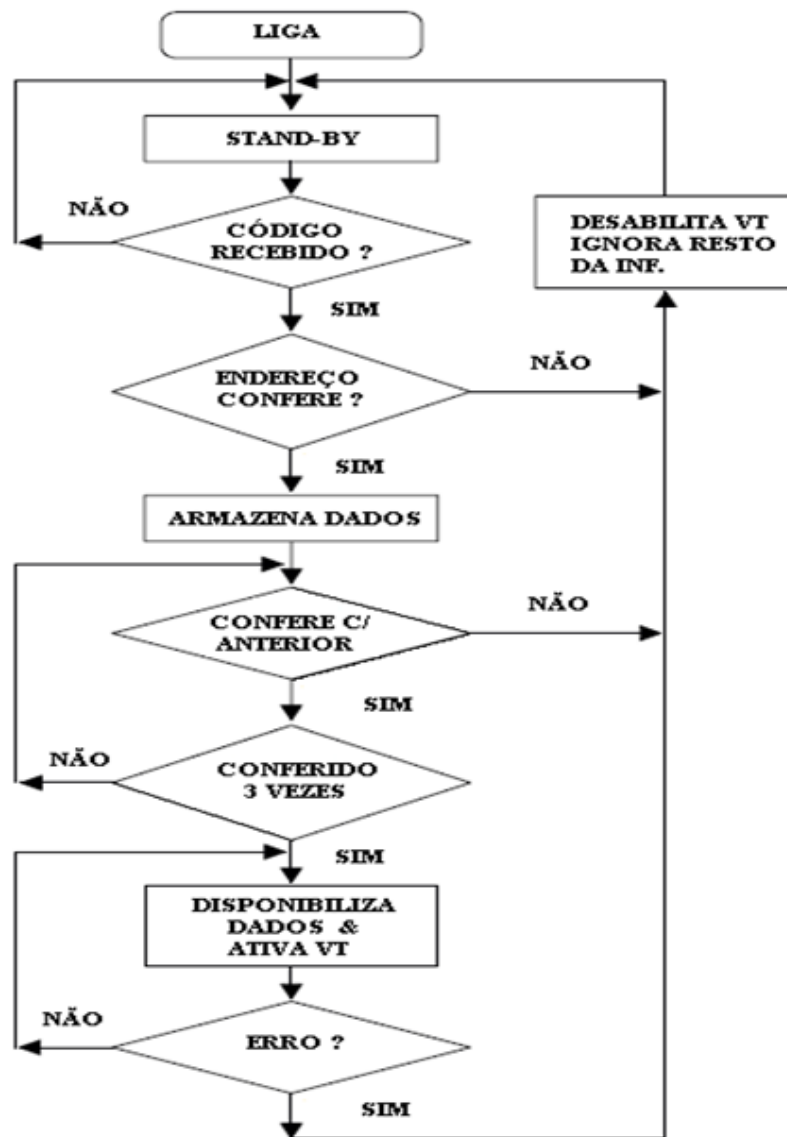 LIGA
STAND-BY
NÃO
CÓDIGO
RECEBIDO ?
DESABILITA VT
IGNORA RESTO
DA INF.
SIM
ENDEREÇO
CONFERE ?
NÃO
SIM
ARMAZENA DADOS
CONFERE C/
ANTERIOR
NÃO
SIM
NÃO
CONFERIDO
3 VEZES
SIM
DISPONIBILIZA
DADOS &
ATIVA VT
NÃO
ERRO ?
SIM